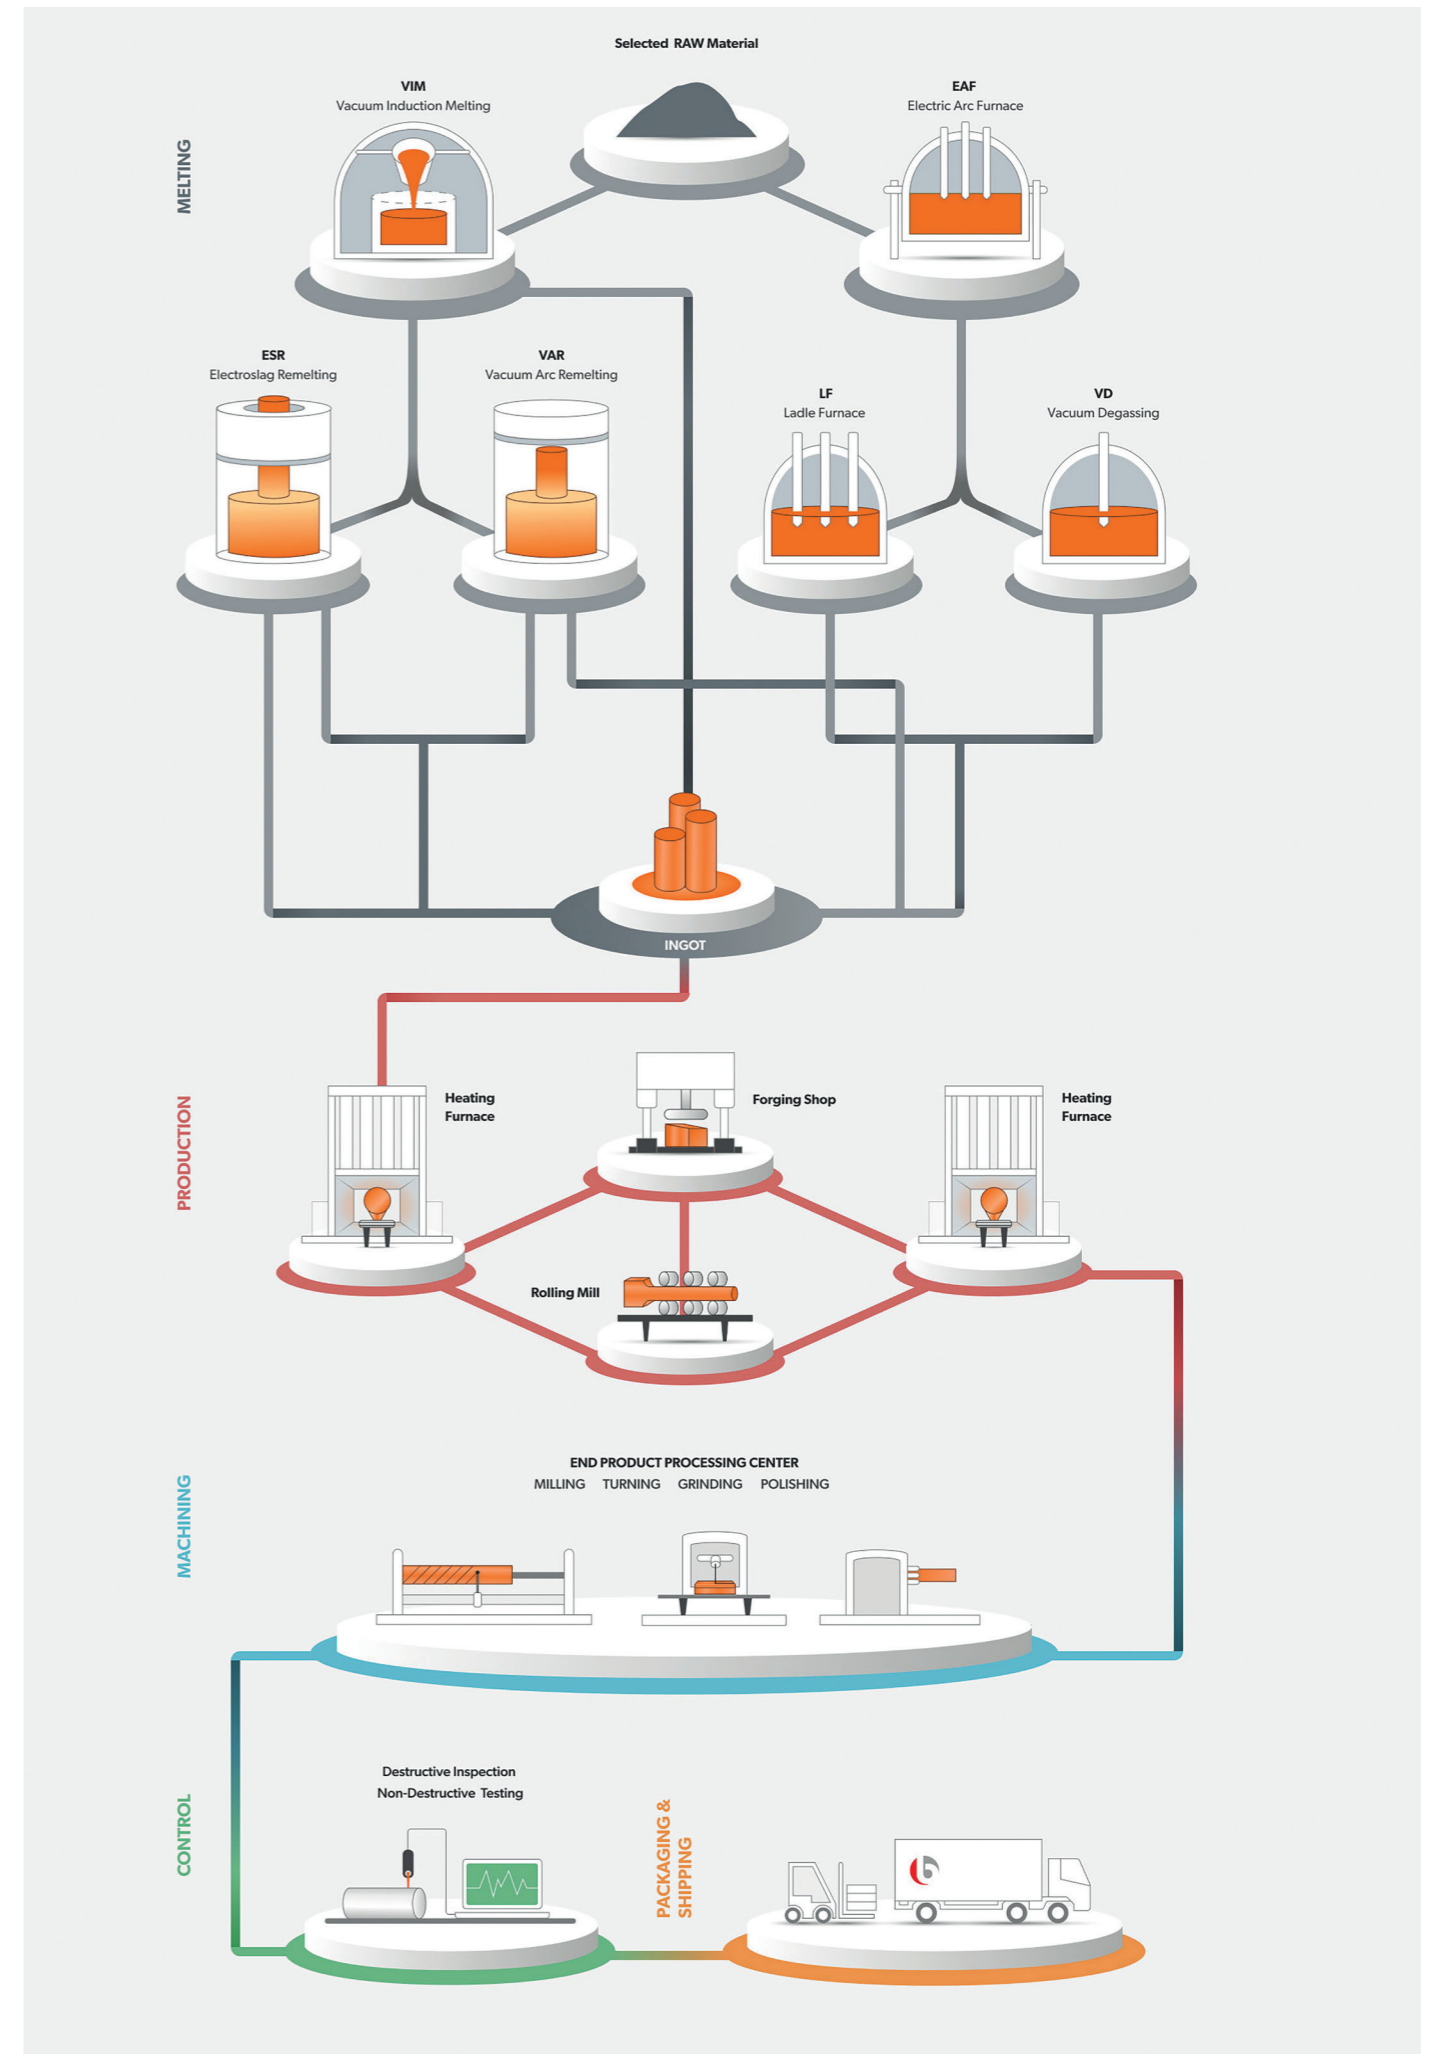 Selected RAW Material
VIM
Vacuum Induction Melting
EAF
Electric Arc Furnace
MELTING
ESR
Electroslag Remelting
VAR
Vacuum Arc Remelting
LF
Ladle Furnace
VD
Vacuum Degassing
INGOT
PRODUCTION
Heating
Furnace
Forging Shop
Heating
Furnace
Rolling Mill
MACHINING
END PRODUCT PROCESSING CENTER
MILLING TURNING GRINDING POLISHING
CONTROL
Destructive Inspection
Non-Destructive Testing
PACKAGING &
SHIPPING